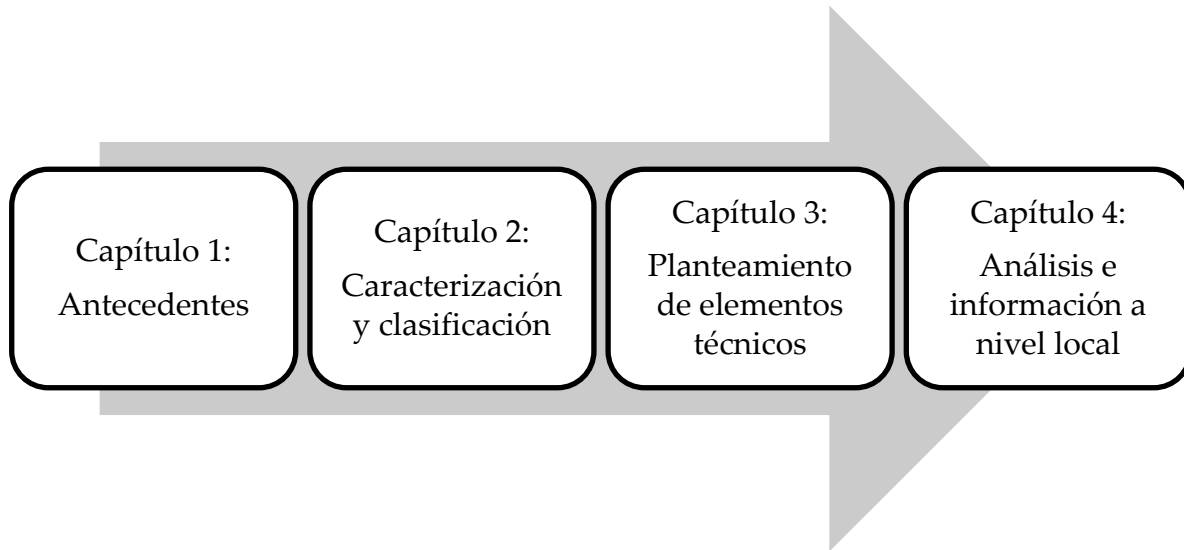 Capítulo 1:
Antecedentes
Capítulo 2:
Caracterización
y clasificación
Capítulo 3:
Planteamiento
de elementos
técnicos
Capítulo 4:
Análisis e
información a
nivel local